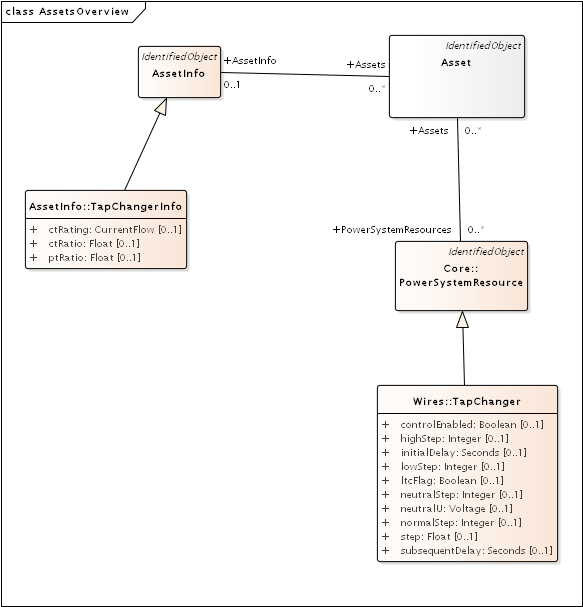 class AssetsOverview
IdentifiedObject
AssetInfo
+AssetInfo
0..1
+Assets
0..*
IdentifiedObject
Asset
+Assets
0..*
AssetInfo::TapChangerInfo
+ ctRating: CurrentFlow [0..1]
+ ctRatio: Float [0..1]
+ ptRatio: Float [0..1]
+PowerSystemResources
0..*
IdentifiedObject
Core::
PowerSystemResource
Wires::TapChanger
+ controlEnabled: Boolean [0..1]
+ highStep: Integer [0..1]
+ initialDelay: Seconds [0..1]
+ lowStep: Integer [0..1]
+ ltcFlag: Boolean [0..1]
+ neutralStep: Integer [0..1]
+ neutralU: Voltage [0..1]
+ normalStep: Integer [0..1]
+ step: Float [0..1]
+ subsequentDelay: Seconds [0..1]